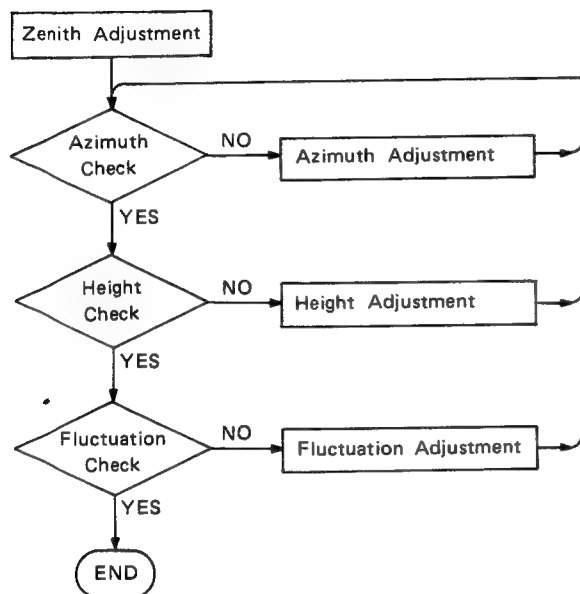 Zenith Adjustment
Azimuth
Check
NO
Azimuth Adjustment
YES
Height
Check
NO
Height Adjustment
YES
Fluctuation
Check
NO
Fluctuation Adjustment
YES
END